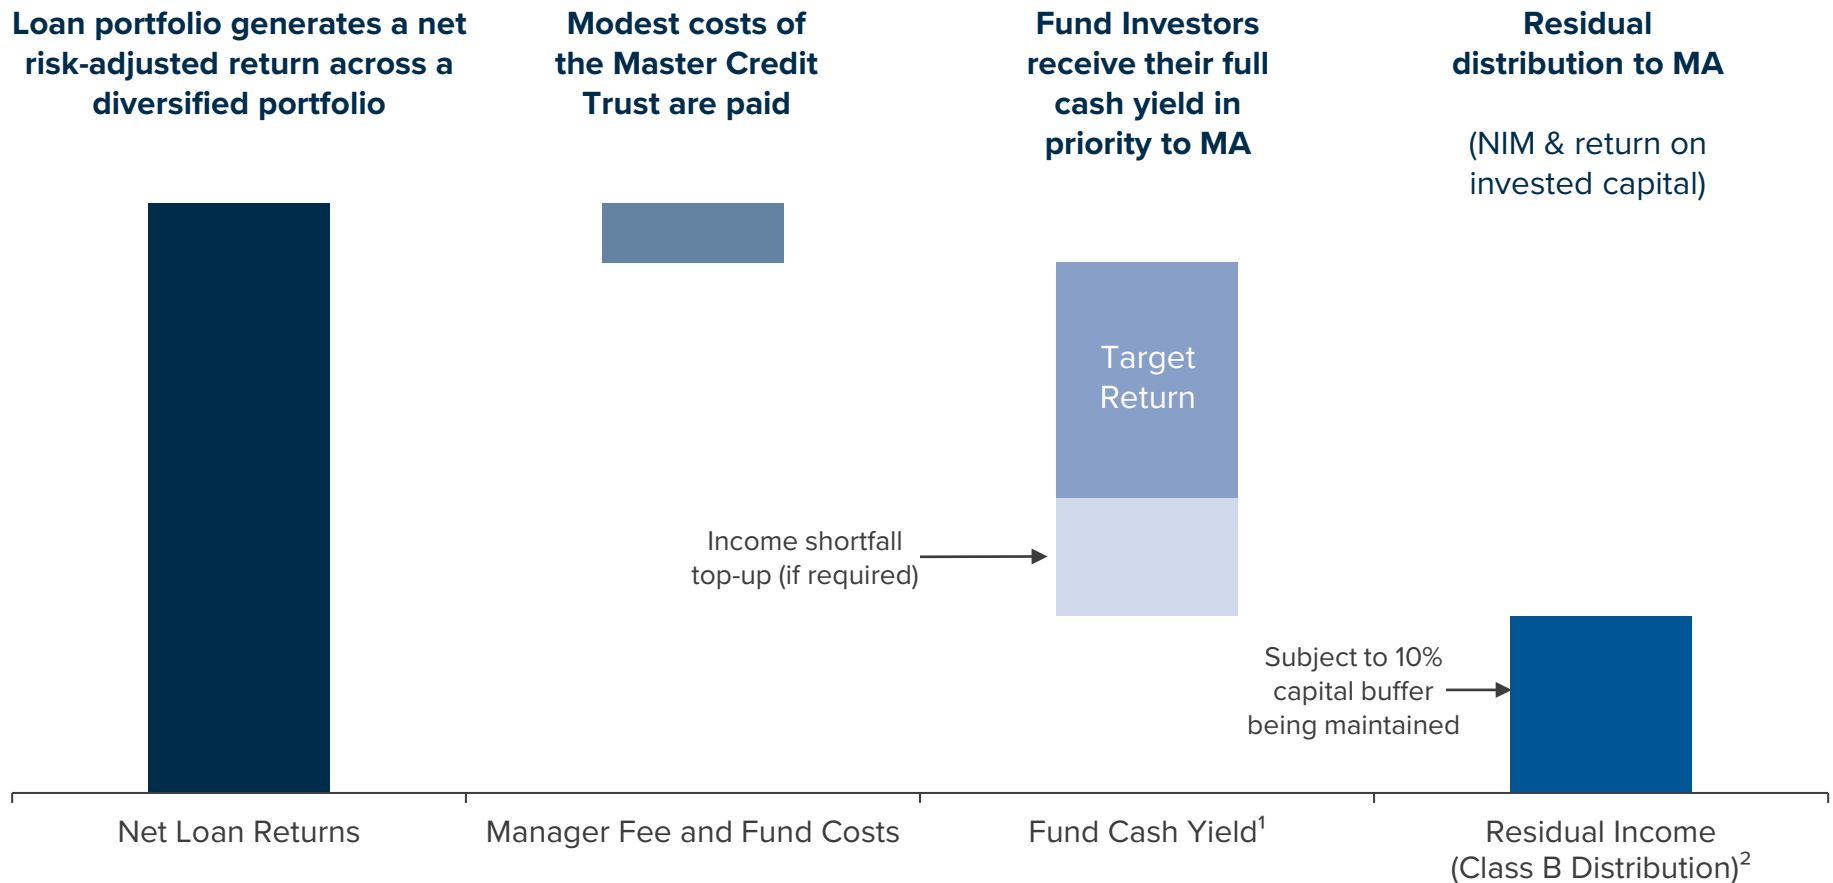 Loan portfolio generates a net
risk-adjusted return across a
diversified portfolio
Modest costs of
the Master Credit
Trust are paid
Fund Investors
receive their full
cash yield in
priority to MA
Residual
distribution to MA
(NIM & return on
invested capital)
Target
Return
Income shortfall
top-up (if required)
Subject to 10%
capital buffer
being maintained
Net Loan Returns
Manager Fee and Fund Costs
Fund Cash Yield¹
Residual Income
(Class B Distribution)²